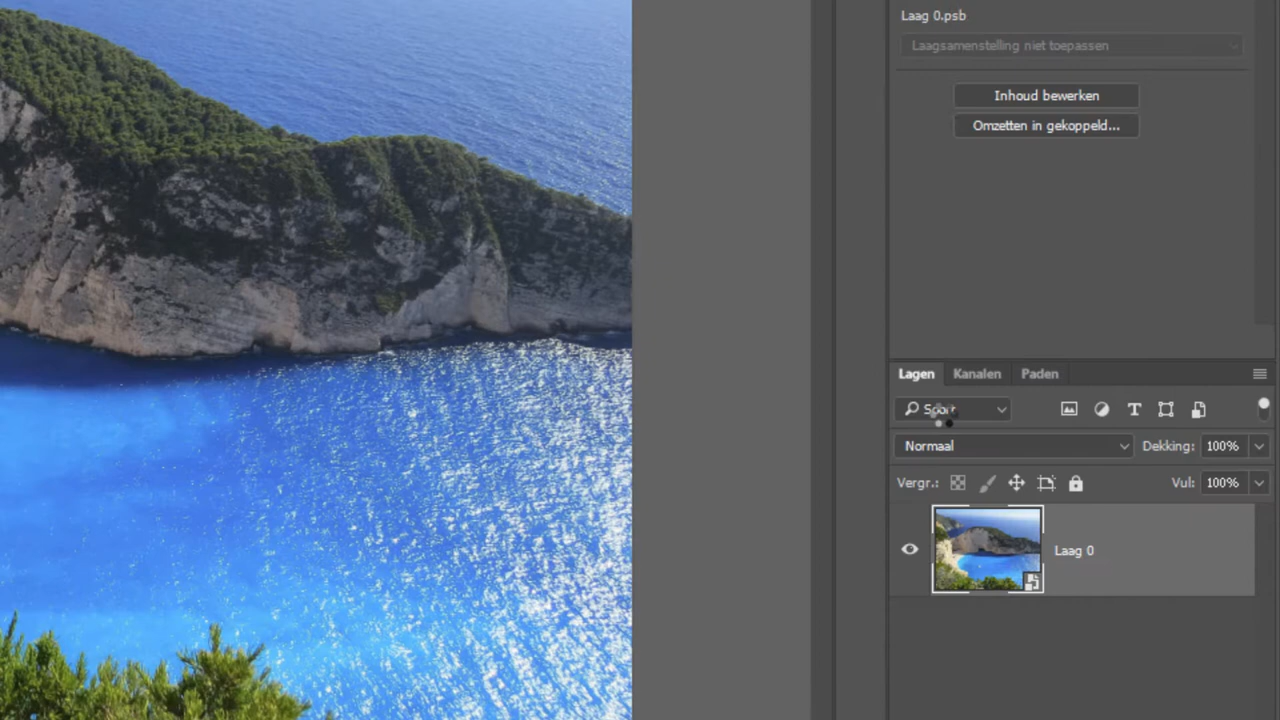 Laag 0.psb
Laagsamenstelling niet toepassen
Inhoud bewerken
Omzetten in gekoppeld...
Lagen Kanalen Paden
Normaal Dekking: 100%
Vergr.: Vul: 100%
Laag 0